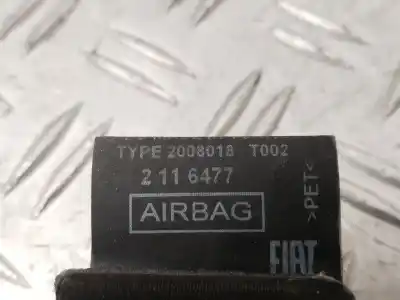 TYPE 2008018 T002
2 11 6477
AIRBAG
>PET<
FIAT